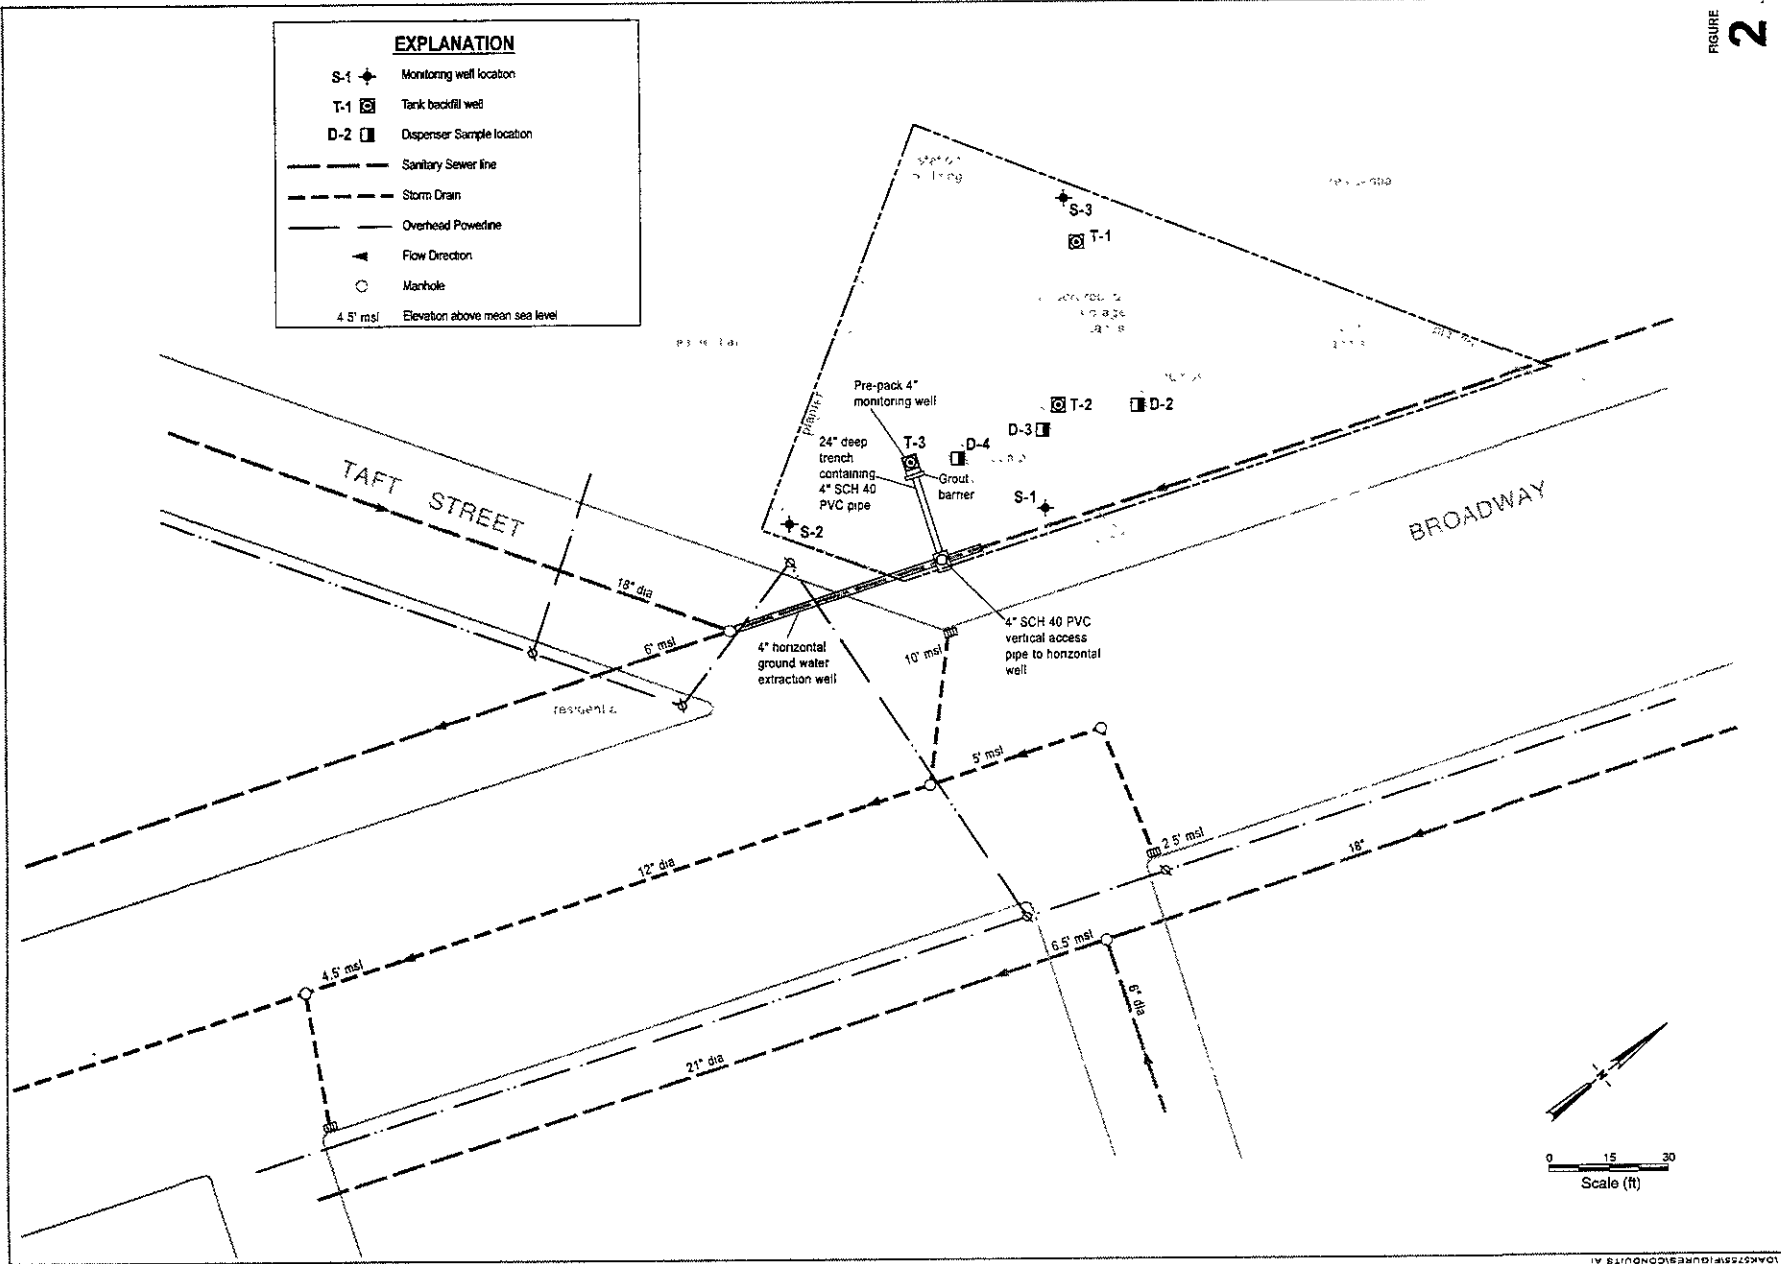 FIGURE
2
EXPLANATION
S-1 Monitoring well location
T-1 Tank backfill well
D-2 Dispenser Sample location
Sanitary Sewer line
Storm Drain
Overhead Powerline
Flow Direction
Manhole
4.5' msl Elevation above mean sea level
S-3
T-1
Pre-pack 4"
monitoring well
planter
T-2
D-2
D-3
T-3
D-4
24" deep
trench
containing
4" SCH 40
PVC pipe
Grout
barrier
S-1
S-2
TAFT STREET
BROADWAY
18" dia
6' msl
4" horizontal
ground water
extraction well
10' msl
4" SCH 40 PVC
vertical access
pipe to horizontal
well
5' msl
2.5' msl
18"
12" dia
6.5' msl
4.5' msl
6" dia
21" dia
N
0 15 30
Scale (ft)